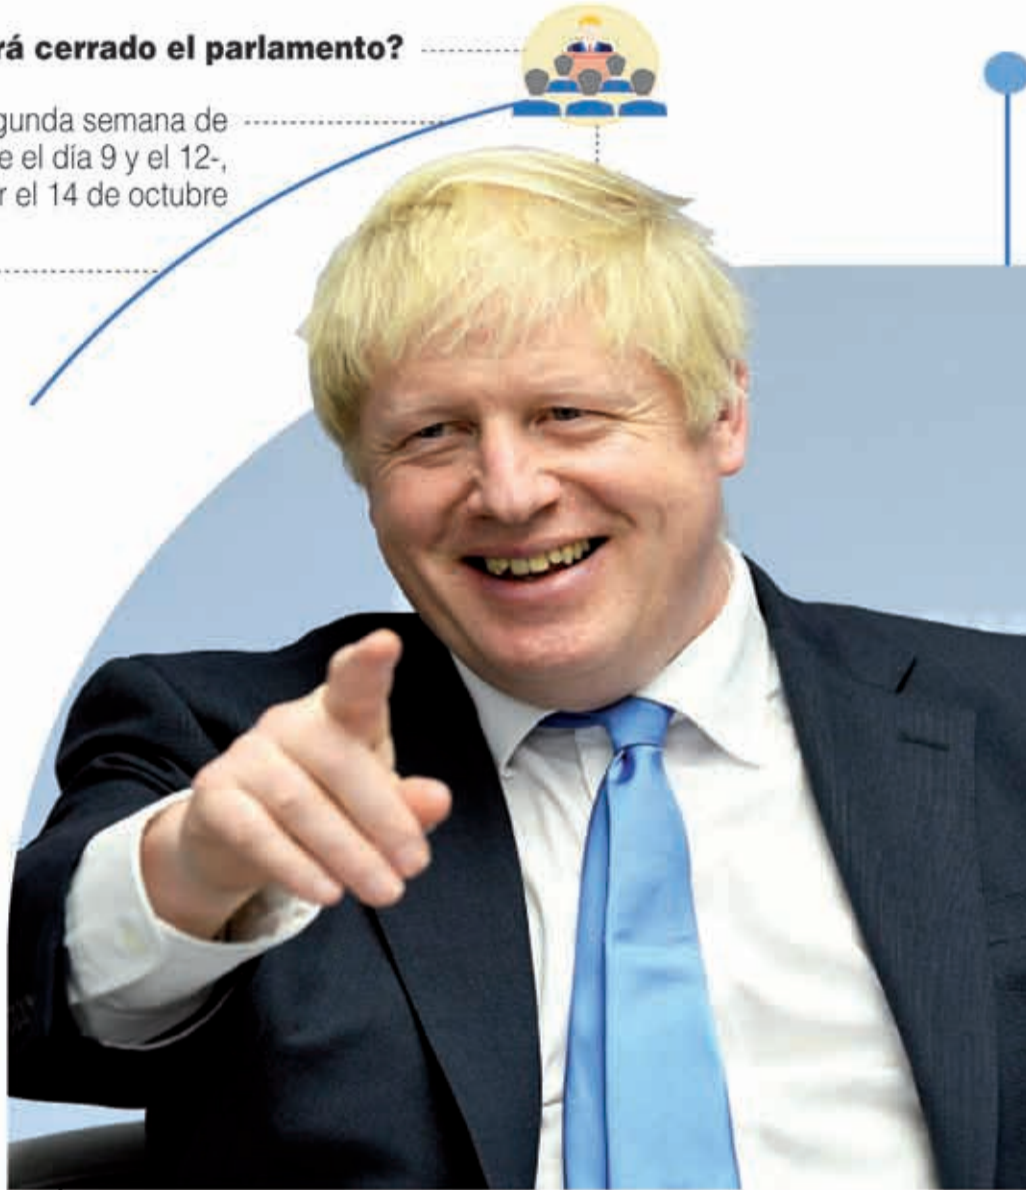 rá cerrado el parlamento?
gunda semana de
e el día 9 y el 12-,
r el 14 de octubre